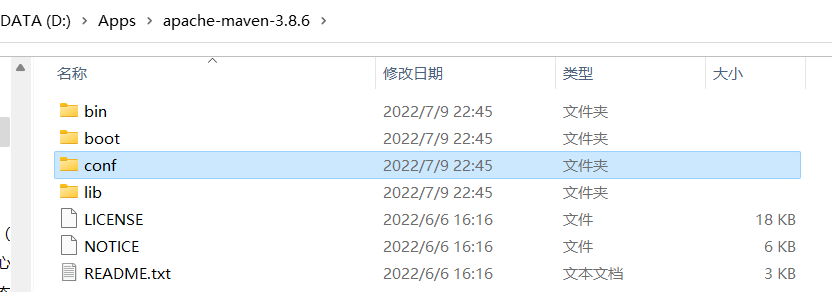 DATA (D:) > Apps > apache-maven-3.8.6 >
名称 修改日期 类型 大小
bin 2022/7/9 22:45 文件夹
boot 2022/7/9 22:45 文件夹
conf 2022/7/9 22:45 文件夹
lib 2022/7/9 22:45 文件夹
LICENSE 2022/6/6 16:16 文件 18 KB
NOTICE 2022/6/6 16:16 文件 6 KB
README.txt 2022/6/6 16:16 文本文档 3 KB
(
心